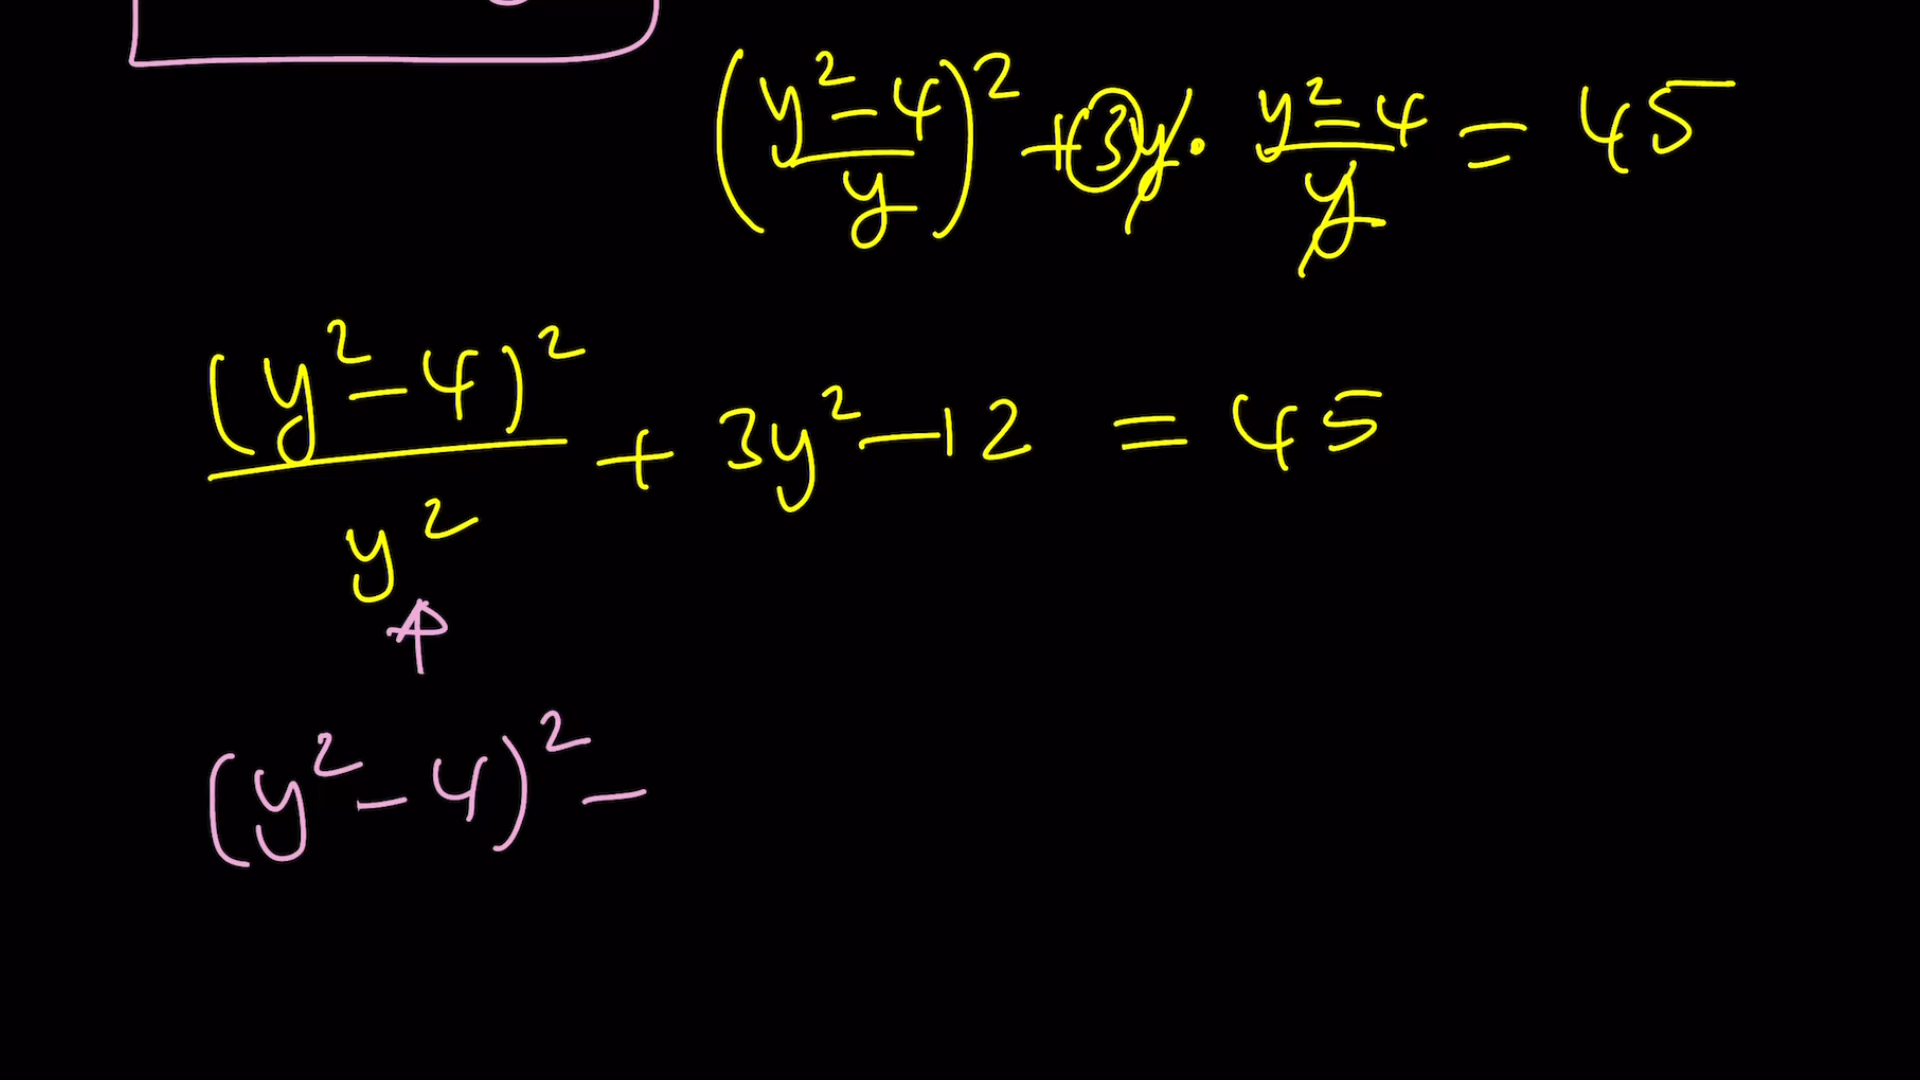 (y²-4/y)² + 3y · y²-4/y = 45
(y²-4)²/y² + 3y²-12 = 45
(y²-4)² -